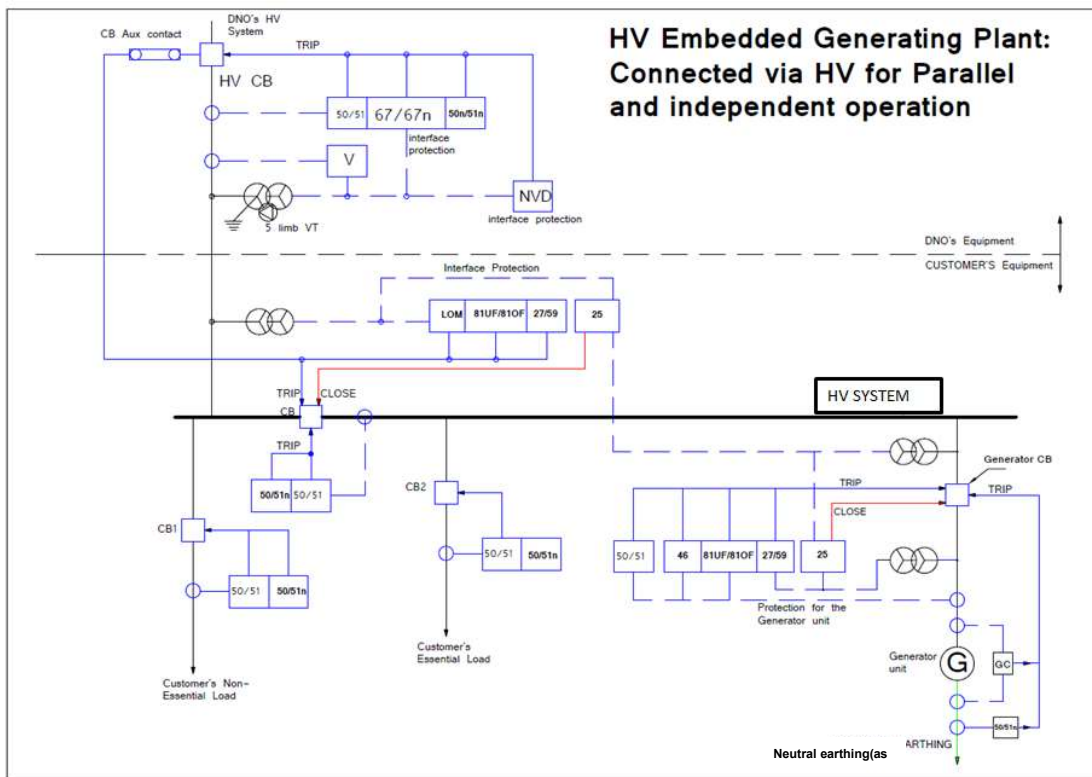 HV Embedded Generating Plant:
Connected via HV for Parallel
and independent operation
DNO's HV
System
CB Aux contact
TRIP
HV CB
50/51
67/67n
50n/51n
interface
protection
V
NVD
interface protection
5 limb VT
DNO's Equipment
CUSTOMER'S Equipment
Interface Protection
LOM
81UF/81OF
27/59
25
TRIP
CLOSE
CB
HV SYSTEM
TRIP
50/51n
50/51
CB1
50/51
50/51n
Customer's Non-
Essential Load
CB2
50/51
50/51n
Customer's
Essential Load
Generator CB
TRIP
TRIP
CLOSE
50/51
46
81UF/81OF
27/59
25
Protection for the
Generator unit
Generator
unit
G
GC
50/51n
ARTHING
Neutral earthing(as